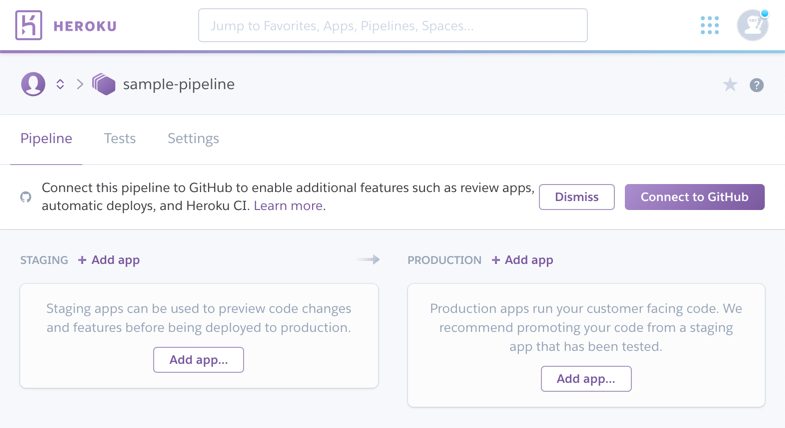 HEROKU
Jump to Favorites, Apps, Pipelines, Spaces...
sample-pipeline
?
Pipeline Tests Settings
Connect this pipeline to GitHub to enable additional features such as review apps,
automatic deploys, and Heroku CI. Learn more.
Dismiss
Connect to GitHub
STAGING + Add app
Staging apps can be used to preview code changes
and features before being deployed to production.
Add app...
PRODUCTION + Add app
Production apps run your customer facing code. We
recommend promoting your code from a staging
app that has been tested.
Add app...